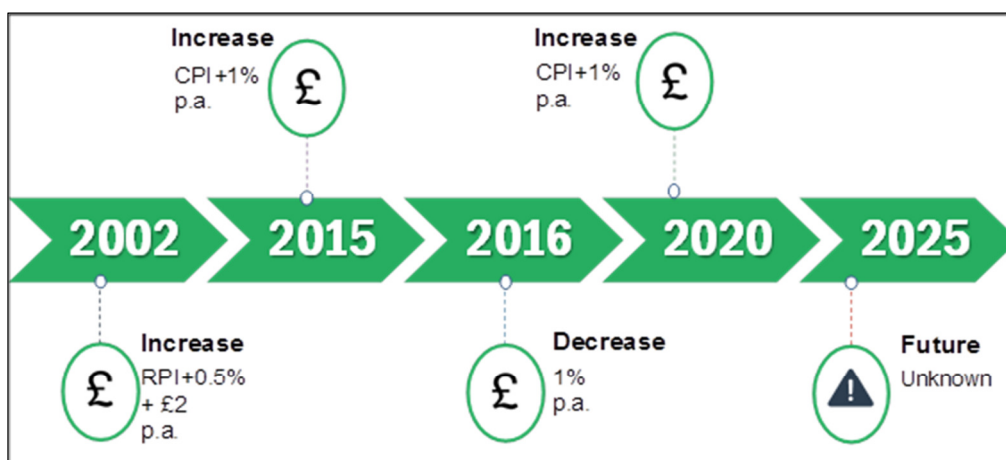 Increase
CPI+1%
p.a.
£
Increase
CPI+1%
p.a.
£
2002
2015
2016
2020
2025
£
Increase
RPI+0.5%
+ £2
p.a.
£
Decrease
1%
p.a.
!
Future
Unknown